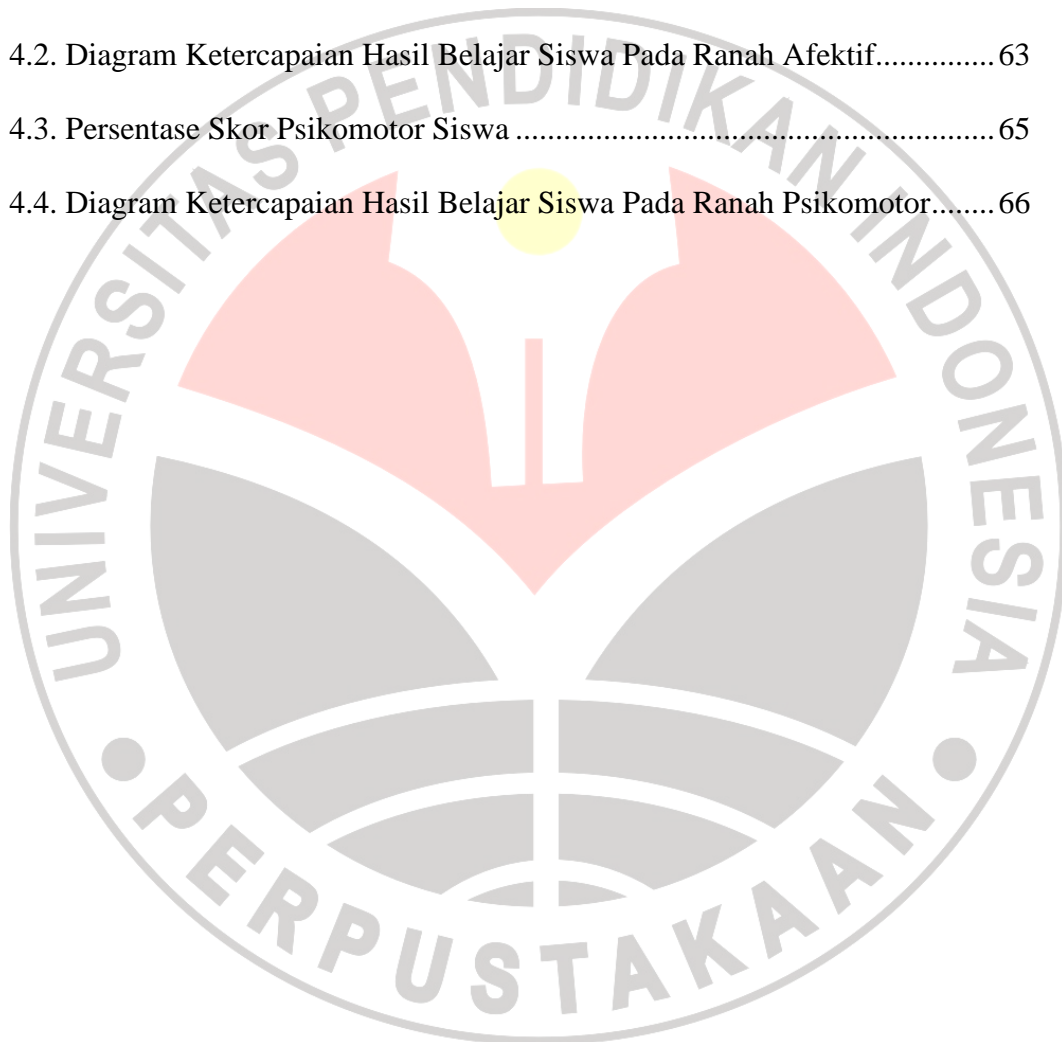 4.2. Diagram Ketercapaian Hasil Belajar Siswa Pada Ranah Afektif............... 63
4.3. Persentase Skor Psikomotor Siswa ............................................................. 65
4.4. Diagram Ketercapaian Hasil Belajar Siswa Pada Ranah Psikomotor........ 66
UNIVERSITAS PENDIDIKAN INDONESIA
PERPUSTAKAAN